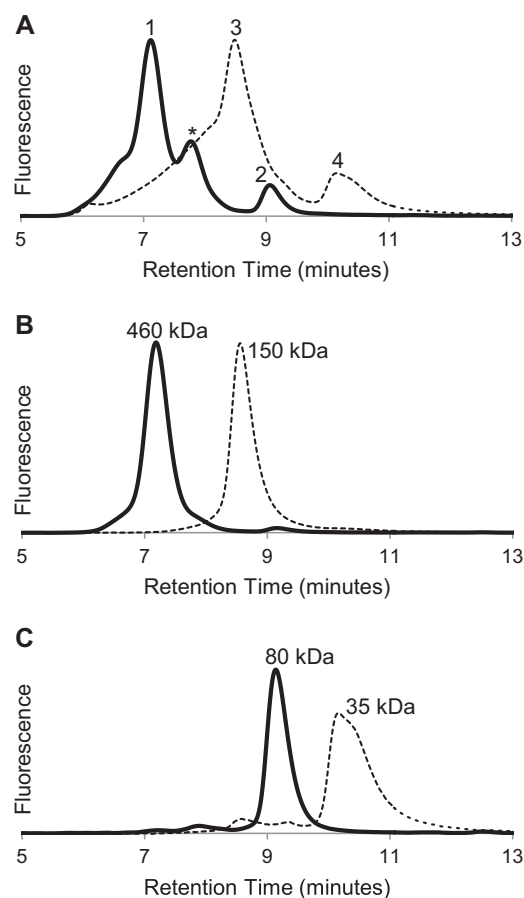 A
1
3
*
2
4
Fluorescence
5 7 9 11 13
Retention Time (minutes)
B
460 kDa
150 kDa
Fluorescence
5 7 9 11 13
Retention Time (minutes)
C
80 kDa
35 kDa
Fluorescence
5 7 9 11 13
Retention Time (minutes)